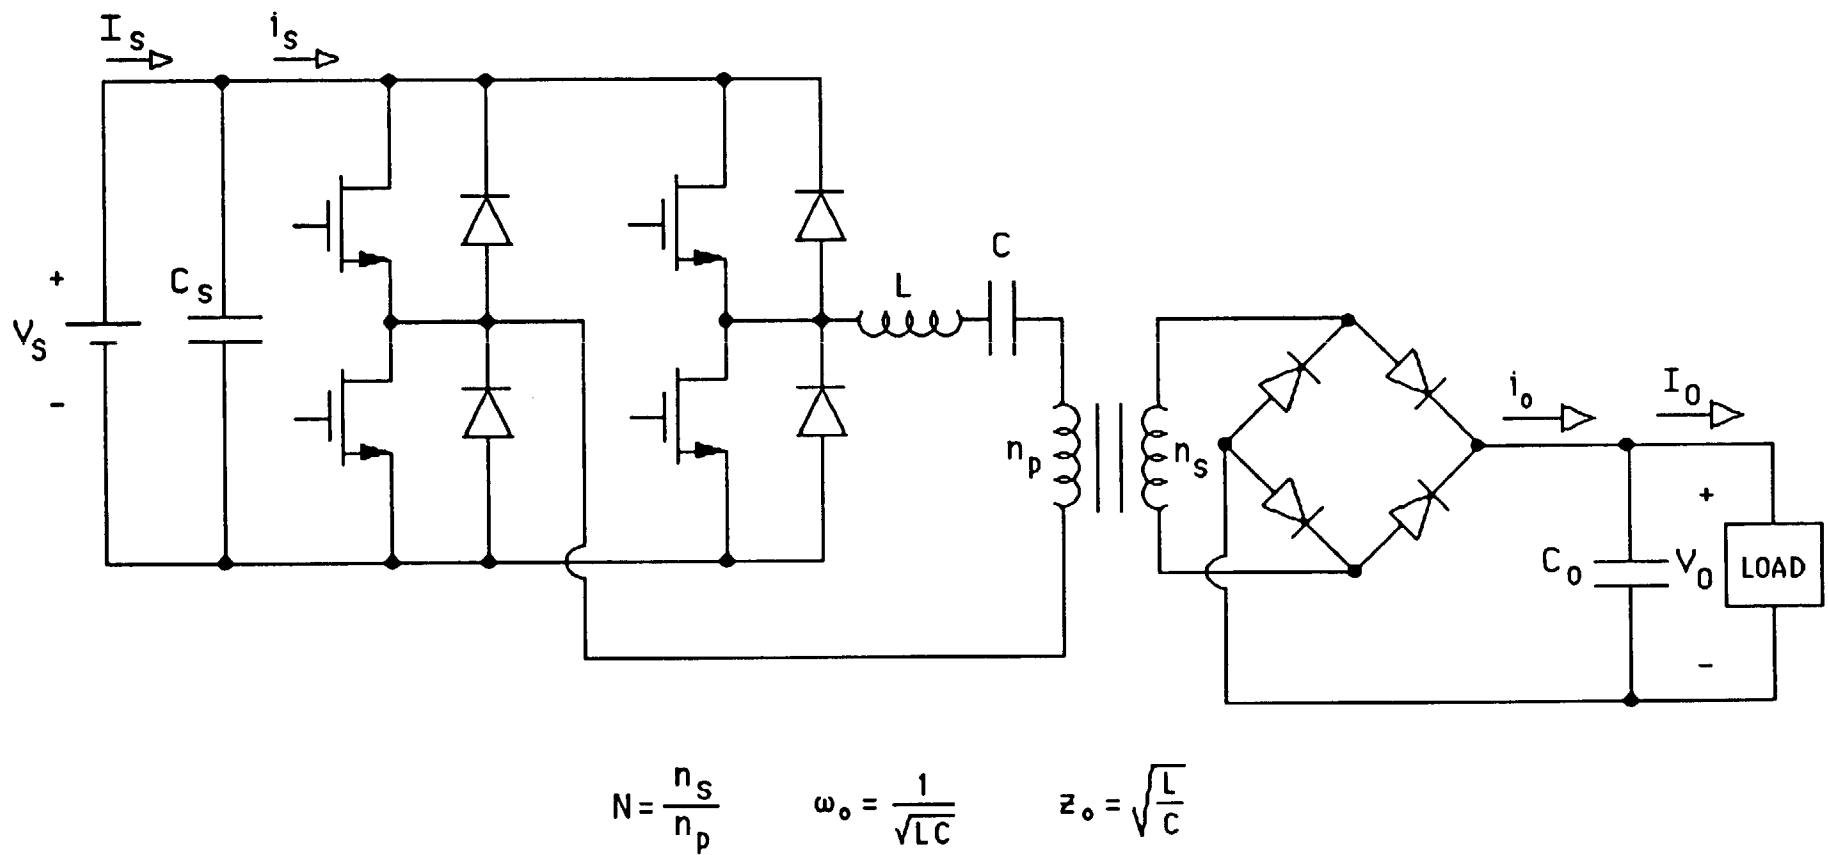 I_S
i_S
+
V_S
-
C_S
L
C
n_p
n_s
i_o
I_O
+
C_O
V_O
LOAD
-
N = n_s / n_p
ω_o = 1 / √LC
z_o = √(L / C)